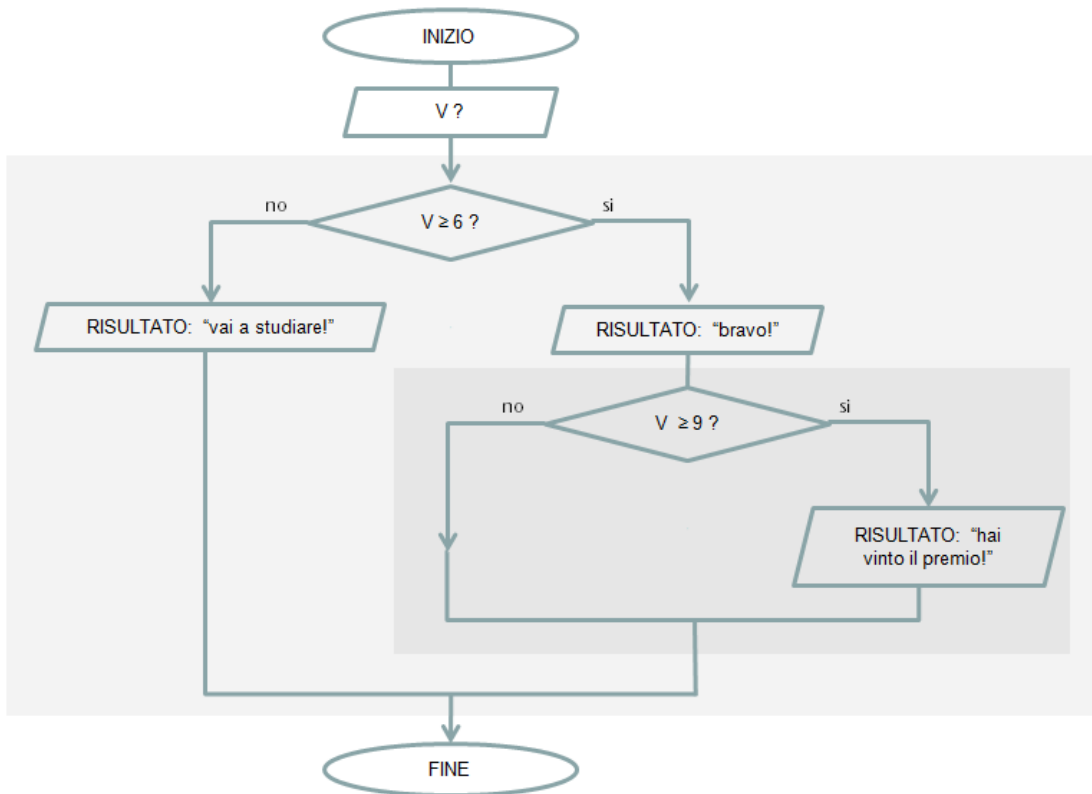 INIZIO
V ?
no
si
V ≥ 6 ?
RISULTATO: “vai a studiare!”
RISULTATO: “bravo!”
no
si
V ≥ 9 ?
RISULTATO: “hai
vinto il premio!”
FINE